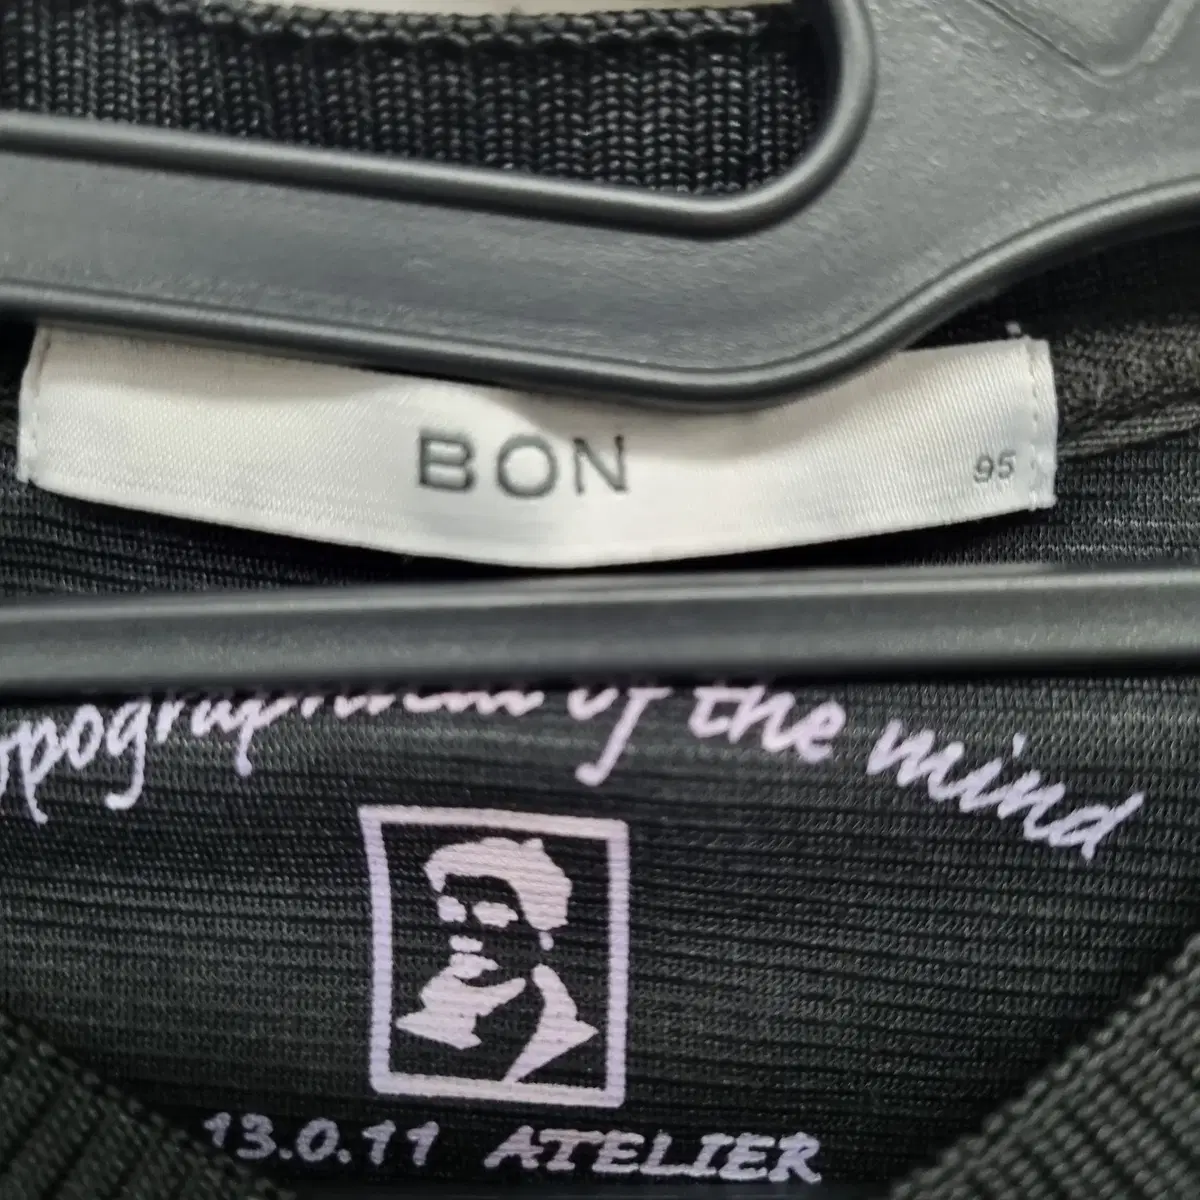 BON
95
of the mind
13.0.11 ATELIER